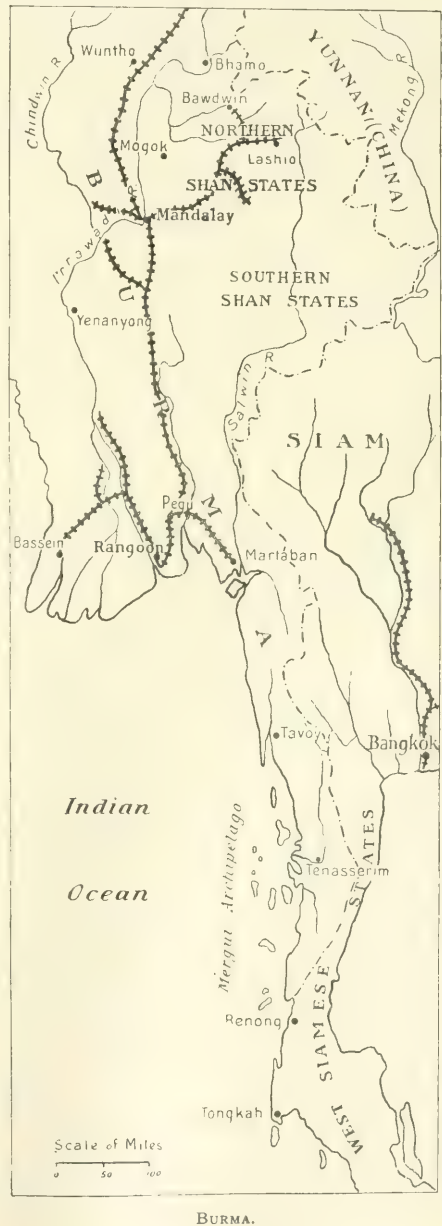 Wuntho
Bhamo
YUNNAN (CHINA)
Chindwin R
Mekong R
Bawdwin
NORTHERN
SHAN STATES
Mogok
Lashio
BURMA
Mandalay
Irrawadd
SOUTHERN
SHAN STATES
Yenanyong
Salwin R
SIAM
Pegu
Bassein
Rangoon
Martaban
Tavoy
Bangkok
Indian
Ocean
Mergui Archipelago
Tenasserim
WEST SIAMESE STATES
Renong
Tongkah
Scale of Miles
0 50 100
BURMA.